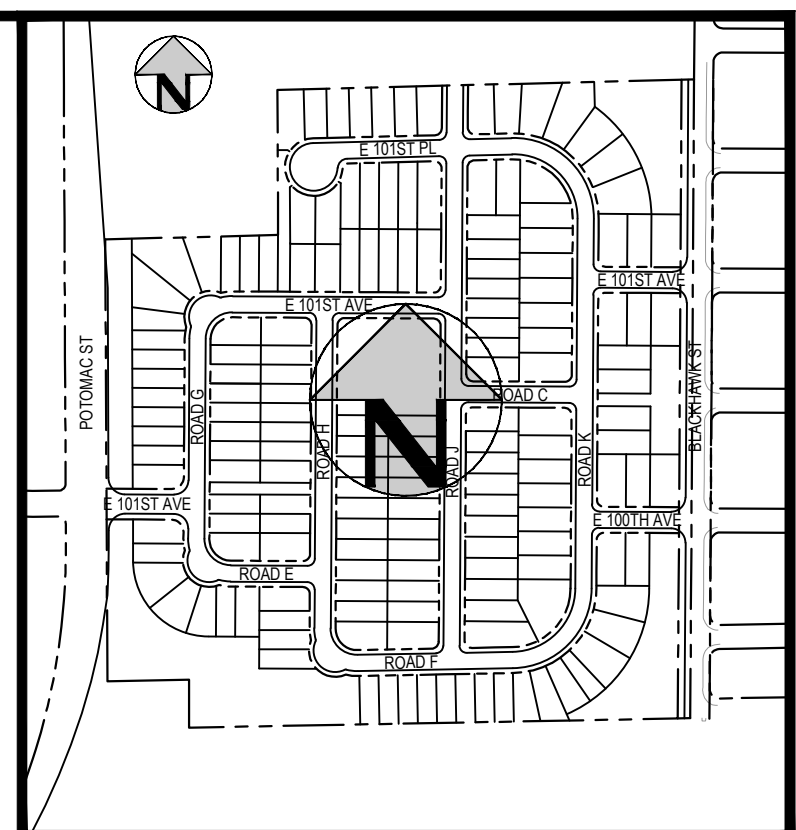 N
E 101ST PL
E 101ST AVE
E 101ST AVE
POTOMAC ST
BLACKHAWK ST
ROAD G
ROAD H
N
ROAD C
ROAD J
ROAD K
E 101ST AVE
E 100TH AVE
ROAD E
ROAD F